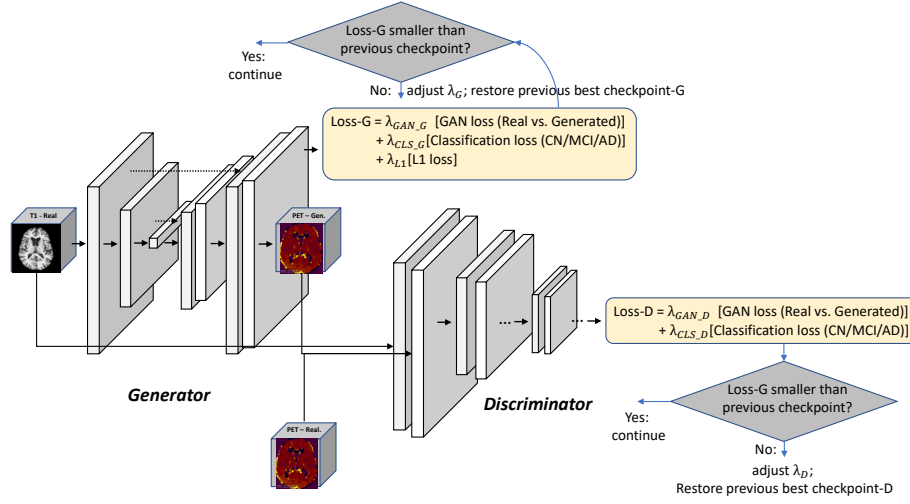 Loss-G smaller than
previous checkpoint?
Yes:
continue
No: adjust λ_G; restore previous best checkpoint-G
Loss-G = λ_GAN_G [GAN loss (Real vs. Generated)]
+ λ_CLS_G[Classification loss (CN/MCI/AD)]
+ λ_L1[L1 loss]
T1 - Real
PET – Gen.
Loss-D = λ_GAN_D [GAN loss (Real vs. Generated)]
+ λ_CLS_D[Classification loss (CN/MCI/AD)]
Generator
Discriminator
Loss-G smaller than
previous checkpoint?
Yes:
continue
PET – Real.
No:
adjust λ_D;
Restore previous best checkpoint-D